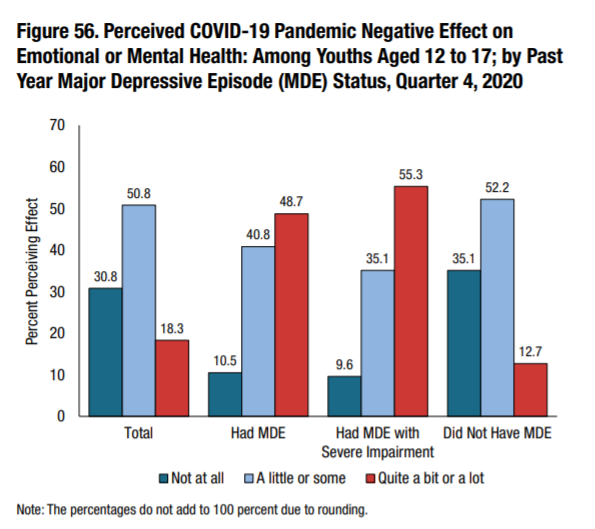 Figure 56. Perceived COVID-19 Pandemic Negative Effect on
Emotional or Mental Health: Among Youths Aged 12 to 17; by Past
Year Major Depressive Episode (MDE) Status, Quarter 4, 2020
Percent Perceiving Effect
70
60
50
40
30
20
10
0
30.8
50.8
18.3
10.5
40.8
48.7
9.6
35.1
55.3
35.1
52.2
12.7
Total
Had MDE
Had MDE with
Severe Impairment
Did Not Have MDE
Not at all
A little or some
Quite a bit or a lot
Note: The percentages do not add to 100 percent due to rounding.